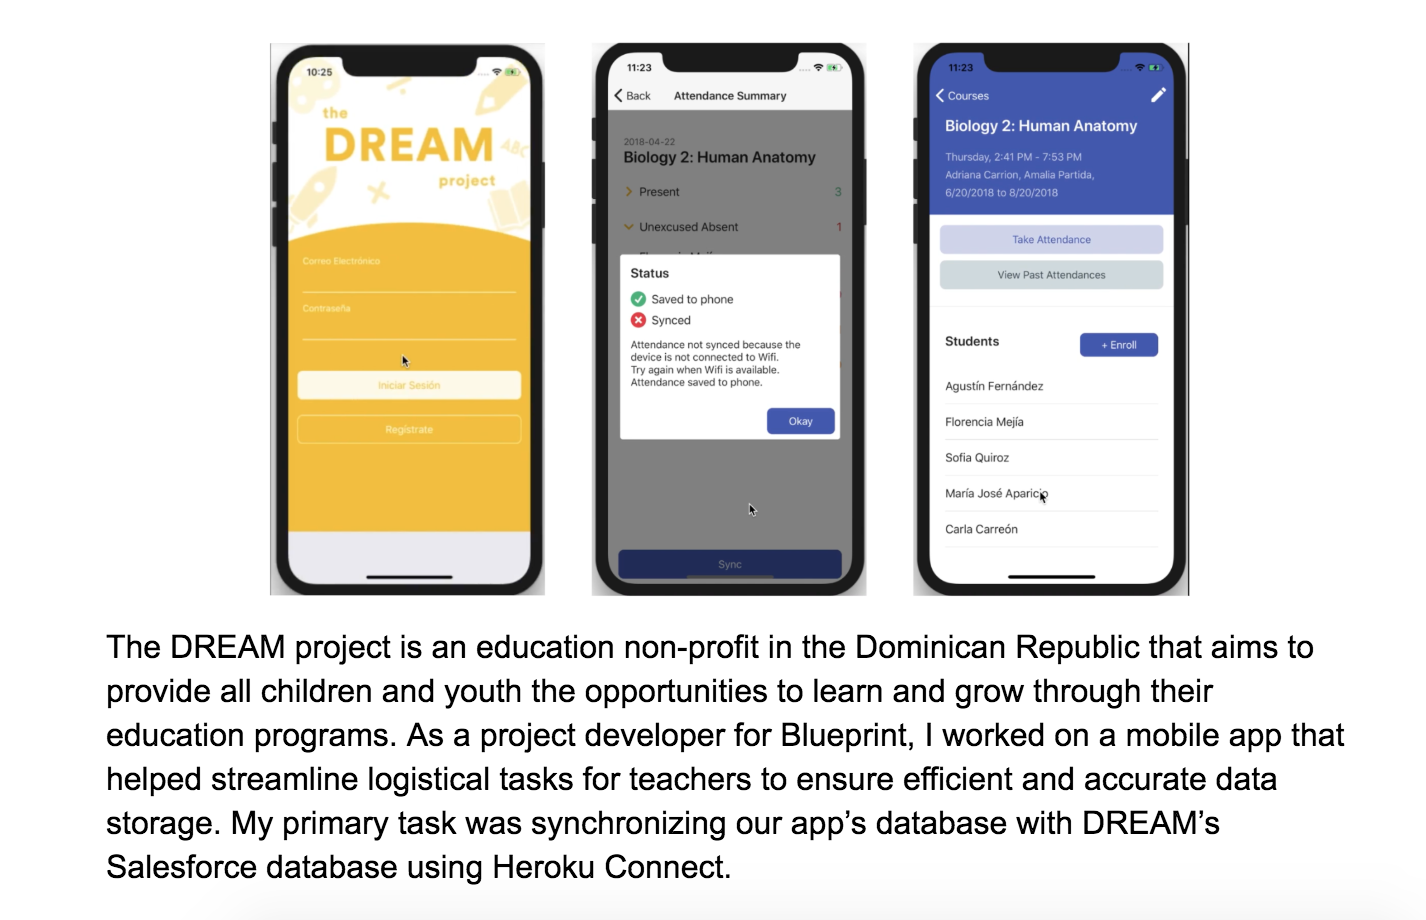 10:25
the
DREAM
project
ABC
Correo Electrónico
Contraseña
Iniciar Sesión
Regístrate
11:23
Back Attendance Summary
2018-04-22
Biology 2: Human Anatomy
Present 3
Unexcused Absent 1
Status
Saved to phone
Synced
Attendance not synced because the
device is not connected to Wifi.
Try again when Wifi is available.
Attendance saved to phone.
Okay
Sync
11:23
Courses
Biology 2: Human Anatomy
Thursday, 2:41 PM - 7:53 PM
Adriana Carrion, Amalia Partida,
6/20/2018 to 8/20/2018
Take Attendance
View Past Attendances
Students + Enroll
Agustín Fernández
Florencia Mejía
Sofia Quiroz
María José Aparicio
Carla Carreón
The DREAM project is an education non-profit in the Dominican Republic that aims to
provide all children and youth the opportunities to learn and grow through their
education programs. As a project developer for Blueprint, I worked on a mobile app that
helped streamline logistical tasks for teachers to ensure efficient and accurate data
storage. My primary task was synchronizing our app’s database with DREAM’s
Salesforce database using Heroku Connect.